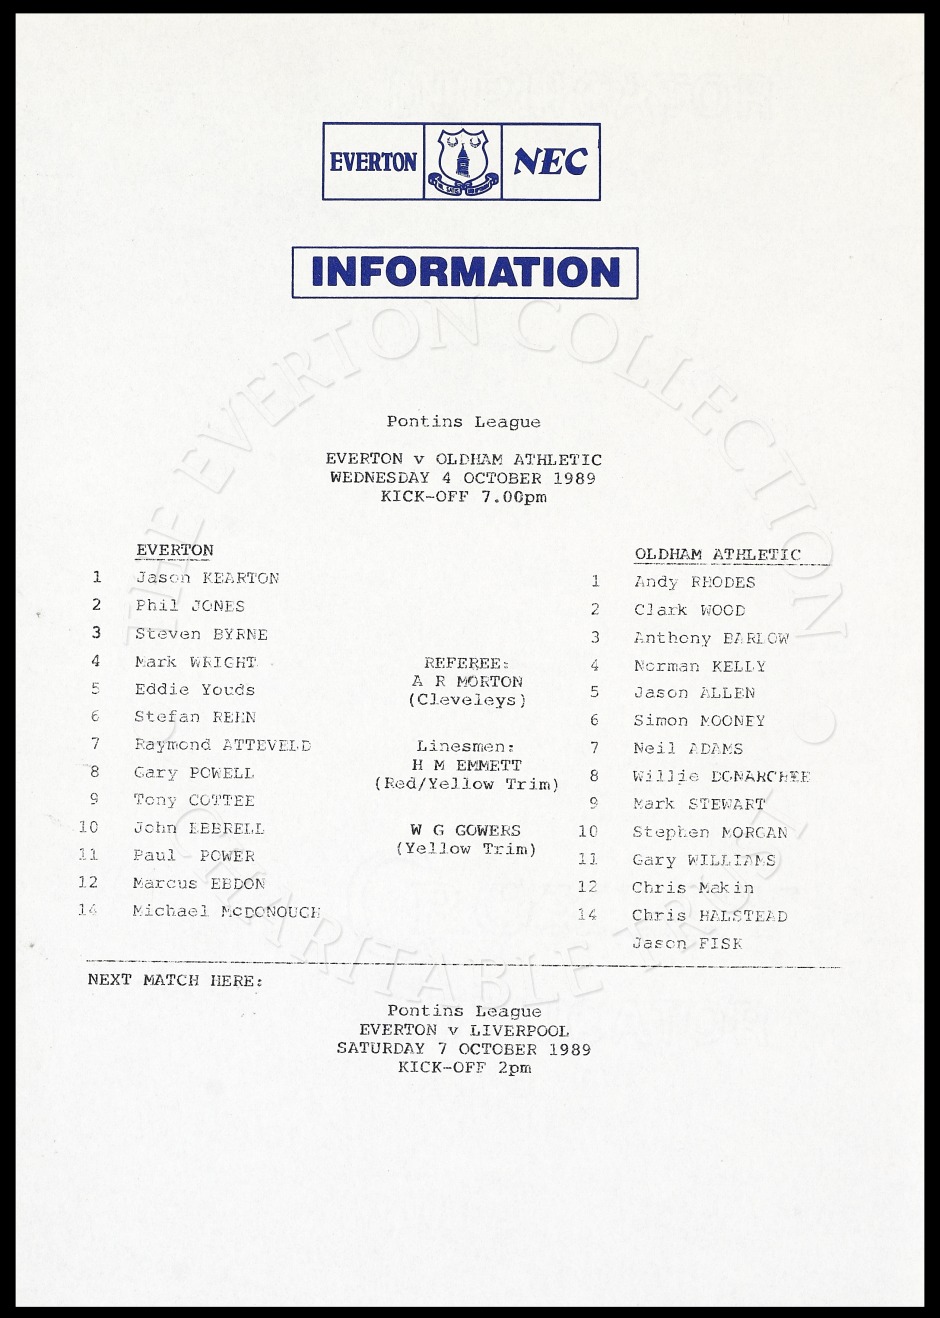 EVERTON NEC
INFORMATION
THE EVERTON COLLECTION
CHARITABLE TRUST
Pontins League
EVERTON v OLDHAM ATHLETIC
WEDNESDAY 4 OCTOBER 1989
KICK-OFF 7.00pm
EVERTON
1 Jason KEARTON
2 Phil JONES
3 Steven BYRNE
4 Mark WRIGHT
5 Eddie Youds
6 Stefan REHN
7 Raymond ATTEVELD
8 Gary POWELL
9 Tony COTTEE
10 John EBBRELL
11 Paul POWER
12 Marcus EBDON
14 Michael McDONOUGH
REFEREE:
A R MORTON
(Cleveleys)
Linesmen:
H M EMMETT
(Red/Yellow Trim)
W G GOWERS
(Yellow Trim)
OLDHAM ATHLETIC
1 Andy RHODES
2 Clark WOOD
3 Anthony BARLOW
4 Norman KELLY
5 Jason ALLEN
6 Simon MOONEY
7 Neil ADAMS
8 Willie DONARCHEE
9 Mark STEWART
10 Stephen MORGAN
11 Gary WILLIAMS
12 Chris Makin
14 Chris HALSTEAD
Jason FISK
NEXT MATCH HERE:
Pontins League
EVERTON v LIVERPOOL
SATURDAY 7 OCTOBER 1989
KICK-OFF 2pm